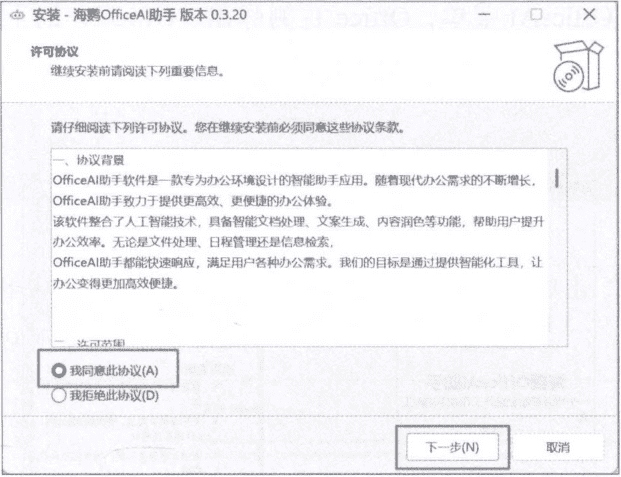 安装 - 海鹦OfficeAI助手 版本 0.3.20
许可协议
继续安装前请阅读下列重要信息。
请仔细阅读下列许可协议。您在继续安装前必须同意这些协议条款。
一、协议背景
OfficeAI助手软件是一款专为办公环境设计的智能助手应用。随着现代办公需求的不断增长，
OfficeAI助手致力于提供更高效、更便捷的办公体验。
该软件整合了人工智能技术，具备智能文档处理、文案生成、内容润色等功能，帮助用户提升
办公效率。无论是文件处理、日程管理还是信息检索，
OfficeAI助手都能快速响应，满足用户各种办公需求。我们的目标是通过提供智能化工具，让
办公变得更加高效便捷。
二、许可范围
我同意此协议(A)
我拒绝此协议(D)
下一步(N)
取消